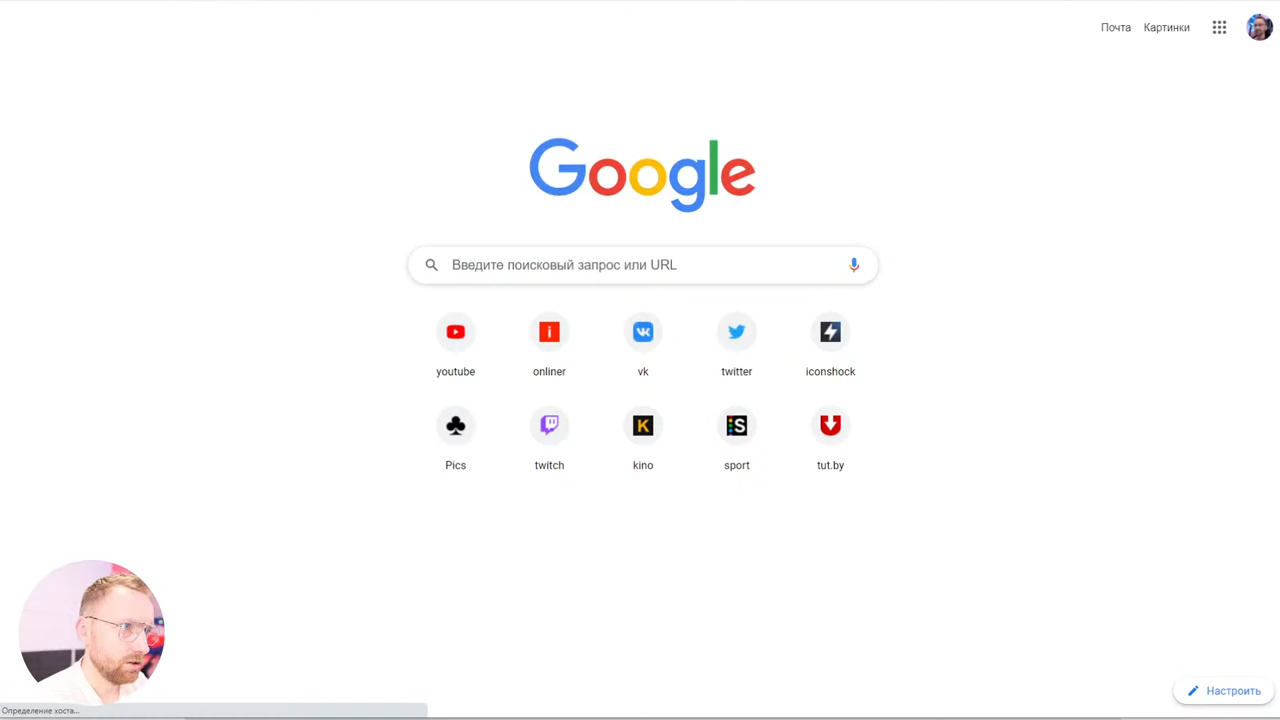 Почта Картинки
Google
Введите поисковый запрос или URL
youtube onliner vk twitter iconshock
Pics twitch kino sport tut.by
Настроить
Определение хоста...